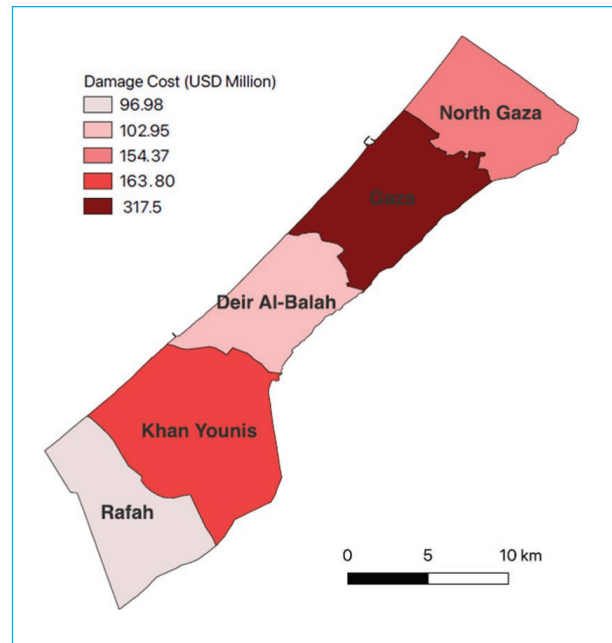 Damage Cost (USD Million)
96.98
102.95
154.37
163.80
317.5
North Gaza
Gaza
Deir Al-Balah
Khan Younis
Rafah
0 5 10 km